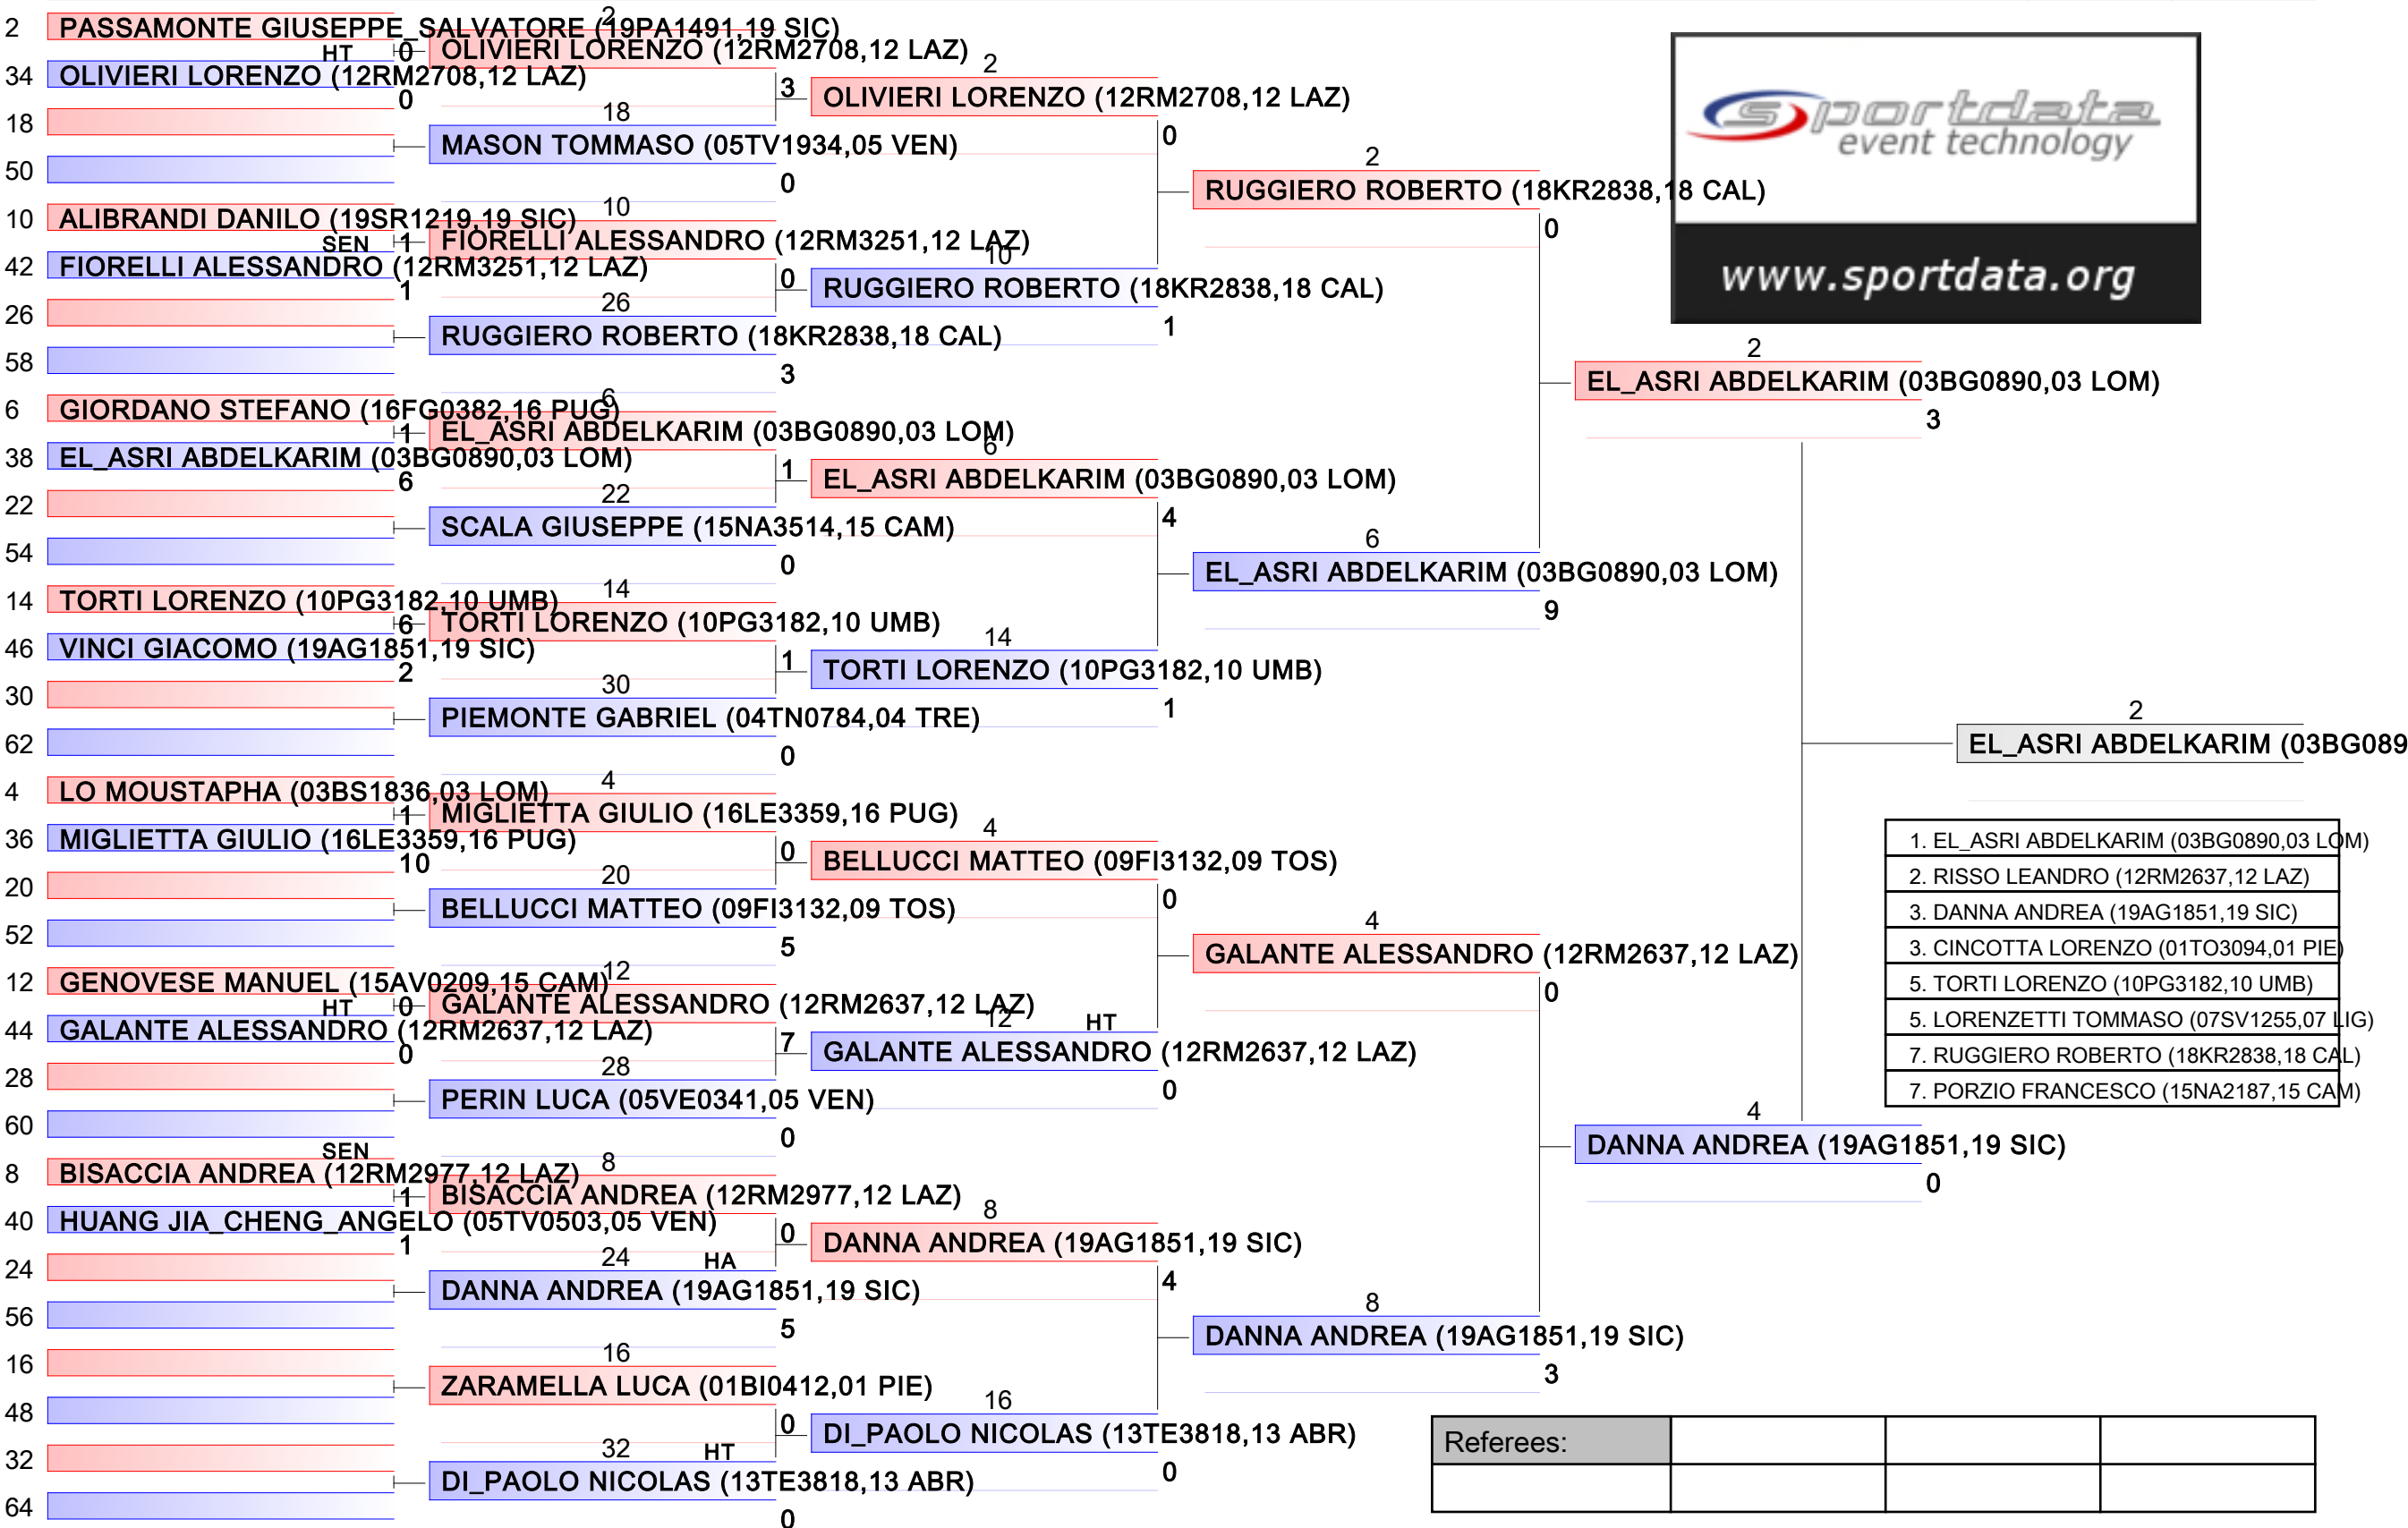 2 PASSAMONTE GIUSEPPE_SALVATORE (19PA1491,19 SIC)
HT 0
34 OLIVIERI LORENZO (12RM2708,12 LAZ)
0
18
50
10 ALIBRANDI DANILO (19SR1219,19 SIC)
SEN 1
42 FIORELLI ALESSANDRO (12RM3251,12 LAZ)
1
26
58
6 GIORDANO STEFANO (16FG0382,16 PUG)
1
38 EL_ASRI ABDELKARIM (03BG0890,03 LOM)
6
22
54
14 TORTI LORENZO (10PG3182,10 UMB)
6
46 VINCI GIACOMO (19AG1851,19 SIC)
2
30
62
4 LO MOUSTAPHA (03BS1836,03 LOM)
1
36 MIGLIETTA GIULIO (16LE3359,16 PUG)
10
20
52
12 GENOVESE MANUEL (15AV0209,15 CAM)
HT 0
44 GALANTE ALESSANDRO (12RM2637,12 LAZ)
0
28
60
SEN
8 BISACCIA ANDREA (12RM2977,12 LAZ)
1
40 HUANG JIA_CHENG_ANGELO (05TV0503,05 VEN)
1
24
56
16
48
32
64
2
OLIVIERI LORENZO (12RM2708,12 LAZ)
3
18
MASON TOMMASO (05TV1934,05 VEN)
0
10
FIORELLI ALESSANDRO (12RM3251,12 LAZ)
0
26
RUGGIERO ROBERTO (18KR2838,18 CAL)
3
6
EL_ASRI ABDELKARIM (03BG0890,03 LOM)
1
22
SCALA GIUSEPPE (15NA3514,15 CAM)
0
14
TORTI LORENZO (10PG3182,10 UMB)
1
30
PIEMONTE GABRIEL (04TN0784,04 TRE)
0
4
MIGLIETTA GIULIO (16LE3359,16 PUG)
0
20
BELLUCCI MATTEO (09FI3132,09 TOS)
5
12
GALANTE ALESSANDRO (12RM2637,12 LAZ)
7
28
PERIN LUCA (05VE0341,05 VEN)
0
8
BISACCIA ANDREA (12RM2977,12 LAZ)
0
24 HA
DANNA ANDREA (19AG1851,19 SIC)
5
16
ZARAMELLA LUCA (01BI0412,01 PIE)
0
32 HT
DI_PAOLO NICOLAS (13TE3818,13 ABR)
0
2
OLIVIERI LORENZO (12RM2708,12 LAZ)
0
10
RUGGIERO ROBERTO (18KR2838,18 CAL)
1
6
EL_ASRI ABDELKARIM (03BG0890,03 LOM)
4
14
TORTI LORENZO (10PG3182,10 UMB)
1
4
BELLUCCI MATTEO (09FI3132,09 TOS)
0
12 HT
GALANTE ALESSANDRO (12RM2637,12 LAZ)
0
8
DANNA ANDREA (19AG1851,19 SIC)
4
16
DI_PAOLO NICOLAS (13TE3818,13 ABR)
0
2
RUGGIERO ROBERTO (18KR2838,18 CAL)
0
6
EL_ASRI ABDELKARIM (03BG0890,03 LOM)
9
4
GALANTE ALESSANDRO (12RM2637,12 LAZ)
0
8
DANNA ANDREA (19AG1851,19 SIC)
3
sportdata
event technology
www.sportdata.org
2
EL_ASRI ABDELKARIM (03BG0890,03 LOM)
3
4
DANNA ANDREA (19AG1851,19 SIC)
0
2
EL_ASRI ABDELKARIM (03BG089
1. EL_ASRI ABDELKARIM (03BG0890,03 LOM)
2. RISSO LEANDRO (12RM2637,12 LAZ)
3. DANNA ANDREA (19AG1851,19 SIC)
3. CINCOTTA LORENZO (01TO3094,01 PIE)
5. TORTI LORENZO (10PG3182,10 UMB)
5. LORENZETTI TOMMASO (07SV1255,07 LIG)
7. RUGGIERO ROBERTO (18KR2838,18 CAL)
7. PORZIO FRANCESCO (15NA2187,15 CAM)
Referees: